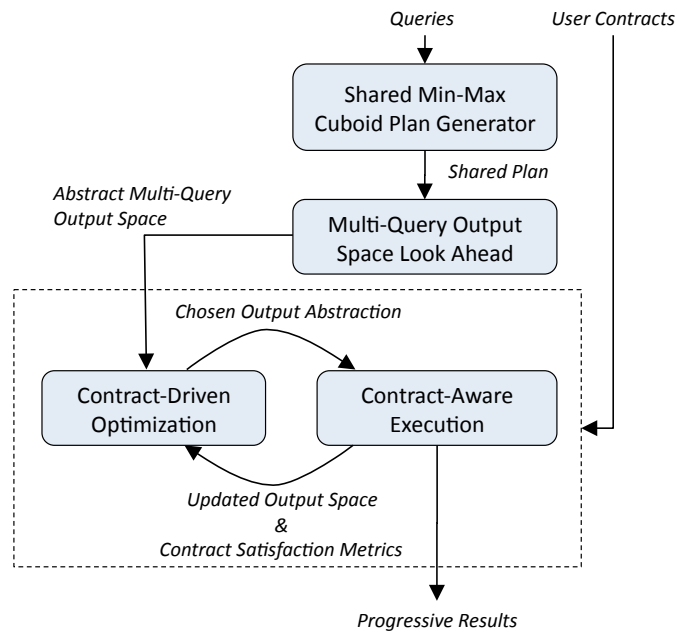 Queries
User Contracts
Shared Min-Max
Cuboid Plan Generator
Shared Plan
Abstract Multi-Query
Output Space
Multi-Query Output
Space Look Ahead
Chosen Output Abstraction
Contract-Driven
Optimization
Contract-Aware
Execution
Updated Output Space
&
Contract Satisfaction Metrics
Progressive Results